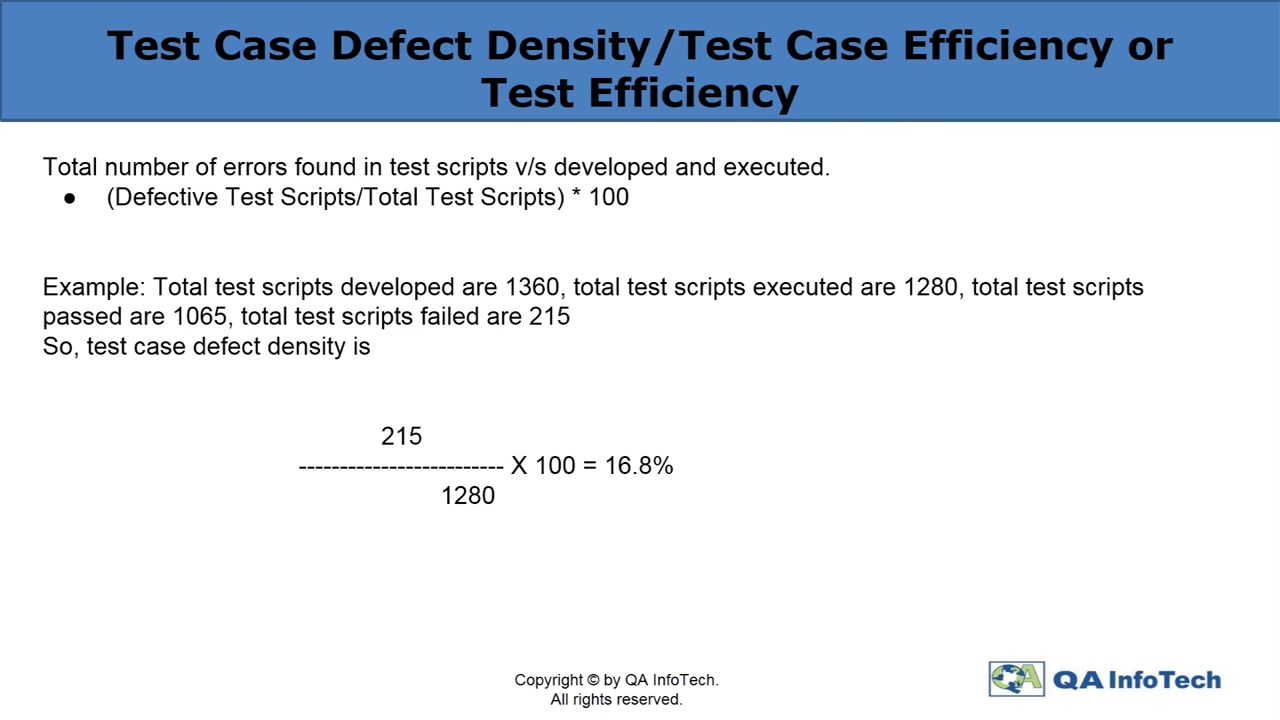 Test Case Defect Density/Test Case Efficiency or
Test Efficiency
Total number of errors found in test scripts v/s developed and executed.
● (Defective Test Scripts/Total Test Scripts) * 100
Example: Total test scripts developed are 1360, total test scripts executed are 1280, total test scripts
passed are 1065, total test scripts failed are 215
So, test case defect density is
215
------------------------- X 100 = 16.8%
1280
Copyright © by QA InfoTech.
All rights reserved.
QA QA InfoTech